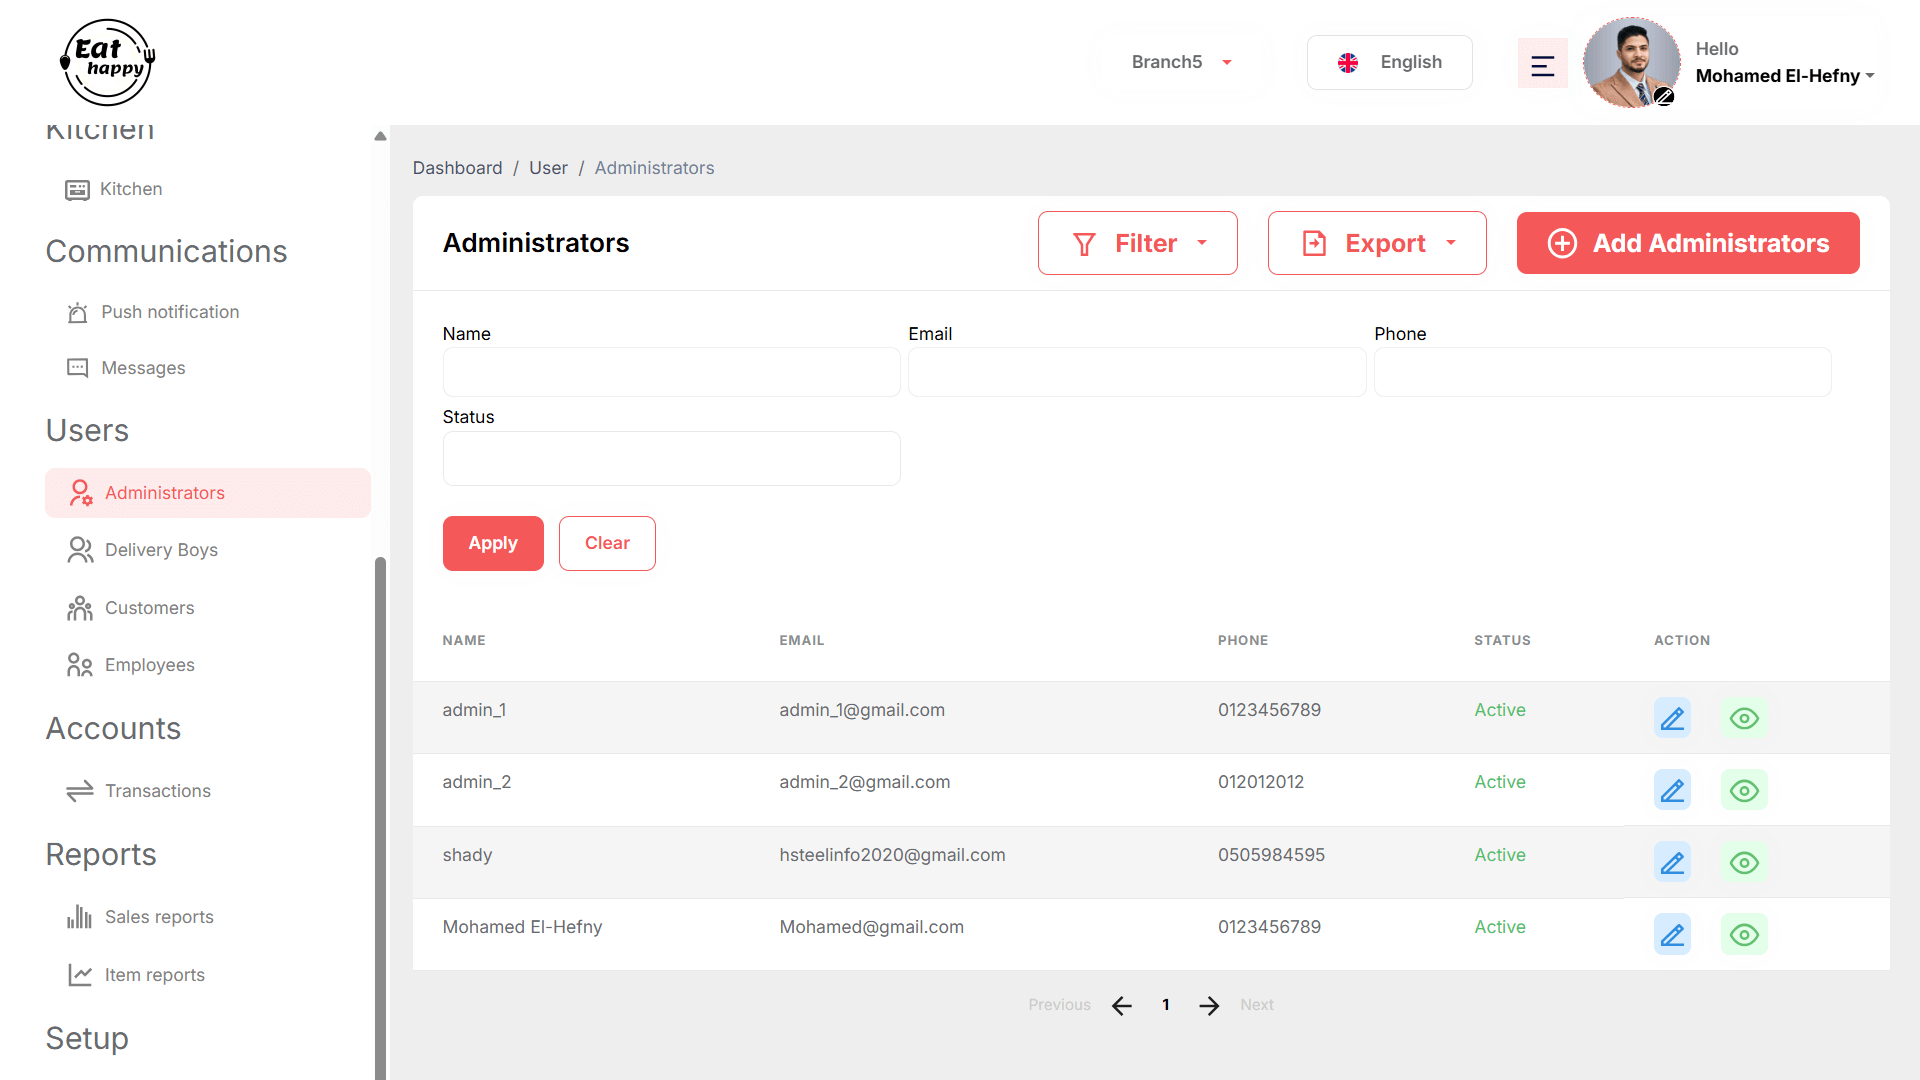 Eat
happy
Branch5
English
Hello
Mohamed El-Hefny
Kitchen
Kitchen
Communications
Push notification
Messages
Users
Administrators
Delivery Boys
Customers
Employees
Accounts
Transactions
Reports
Sales reports
Item reports
Setup
Dashboard / User / Administrators
Administrators
Filter
Export
Add Administrators
Name Email Phone
Status
Apply Clear
NAME EMAIL PHONE STATUS ACTION
admin_1 admin_1@gmail.com 0123456789 Active
admin_2 admin_2@gmail.com 012012012 Active
shady hsteelinfo2020@gmail.com 0505984595 Active
Mohamed El-Hefny Mohamed@gmail.com 0123456789 Active
Previous 1 Next